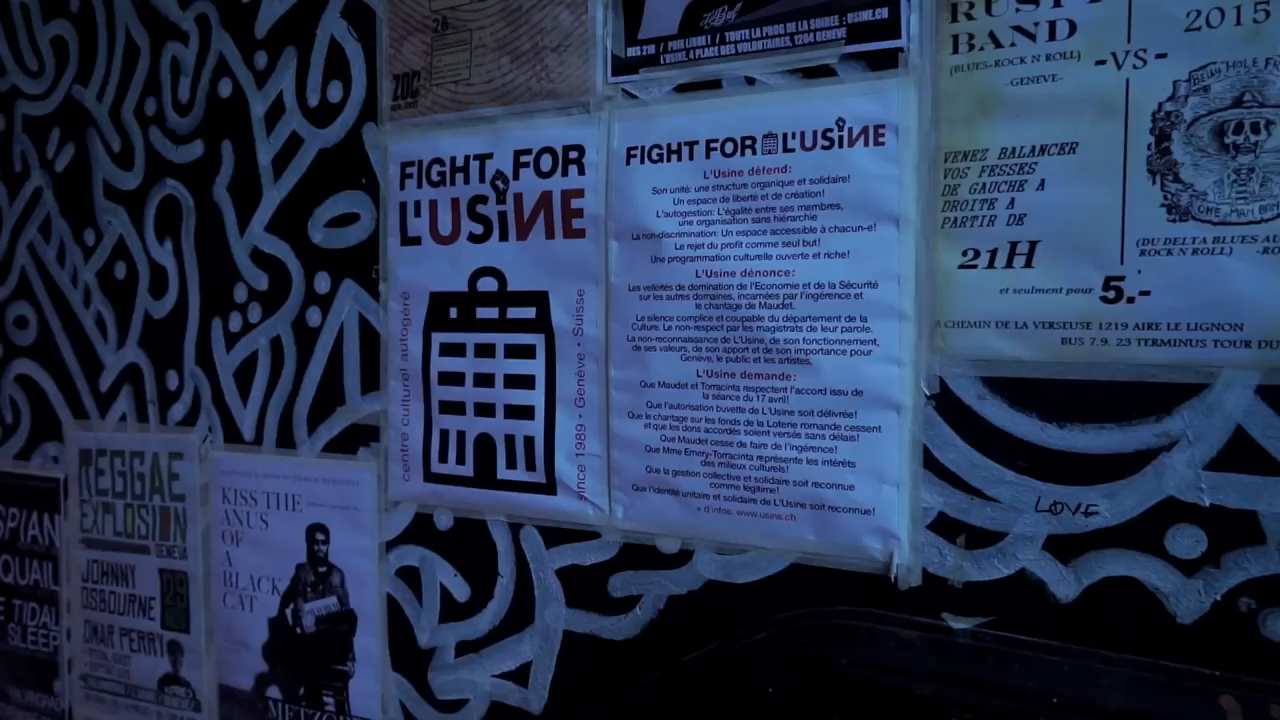 28
ZOO
DES 21H / PRIX LIBRE ! / TOUTE LA PROG DE LA SOIREE : USINE.CH
L'USINE, 4 PLACE DES VOLONTAIRES, 1204 GENEVE
FIGHT FOR
L'USINE
centre culturel autogéré
since 1989 • Genève • Suisse
FIGHT FOR L'USINE
L'Usine défend:
Son unité: une structure organique et solidaire!
Un espace de liberté et de création!
L'autogestion: L'égalité entre ses membres,
une organisation sans hiérarchie
La non-discrimination: Un espace accessible à chacun-e!
Le rejet du profit comme seul but!
Une programmation culturelle ouverte et riche!
L'Usine dénonce:
Les velléités de domination de l'Economie et de la Sécurité
sur les autres domaines, incarnées par l'ingérence et
le chantage de Maudet.
Le silence complice et coupable du département de la
Culture. Le non-respect par les magistrats de leur parole.
La non-reconnaissance de L'Usine, de son fonctionnement,
de ses valeurs, de son apport et de son importance pour
Genève, le public et les artistes.
L'Usine demande:
Que Maudet et Torracinta respectent l'accord issu de
la séance du 17 avril!
Que l'autorisation buvette de L'Usine soit délivrée!
Que le chantage sur les fonds de la Loterie romande cessent
et que les dons accordés soient versés sans délais!
Que Maudet cesse de faire de l'ingérence!
Que Mme Emery-Torracinta représente les intérêts
des milieux culturels!
Que la gestion collective et solidaire soit reconnue
comme légitime!
Que l'identité unitaire et solidaire de L'Usine soit reconnue!
+ d'infos: www.usine.ch
BAND
(BLUES-ROCK N ROLL)
-GENEVE-
-VS-
2015
BELLY HOLE
ONE MAN BAND
(DU DELTA BLUES AU
ROCK N ROLL)
VENEZ BALANCER
VOS FESSES
DE GAUCHE A
DROITE A
PARTIR DE
21H
et seulment pour 5.-
CHEMIN DE LA VERSEUSE 1219 AIRE LE LIGNON
BUS 7.9. 23 TERMINUS TOUR DU
LOVE
QUAIL
TIDAL
SLEEP
REGGAE
EXPLOSION
GENEVA
JOHNNY
OSBOURNE
29
OMAR PERRY
KISS THE
ANUS
OF
A
BLACK
CAT